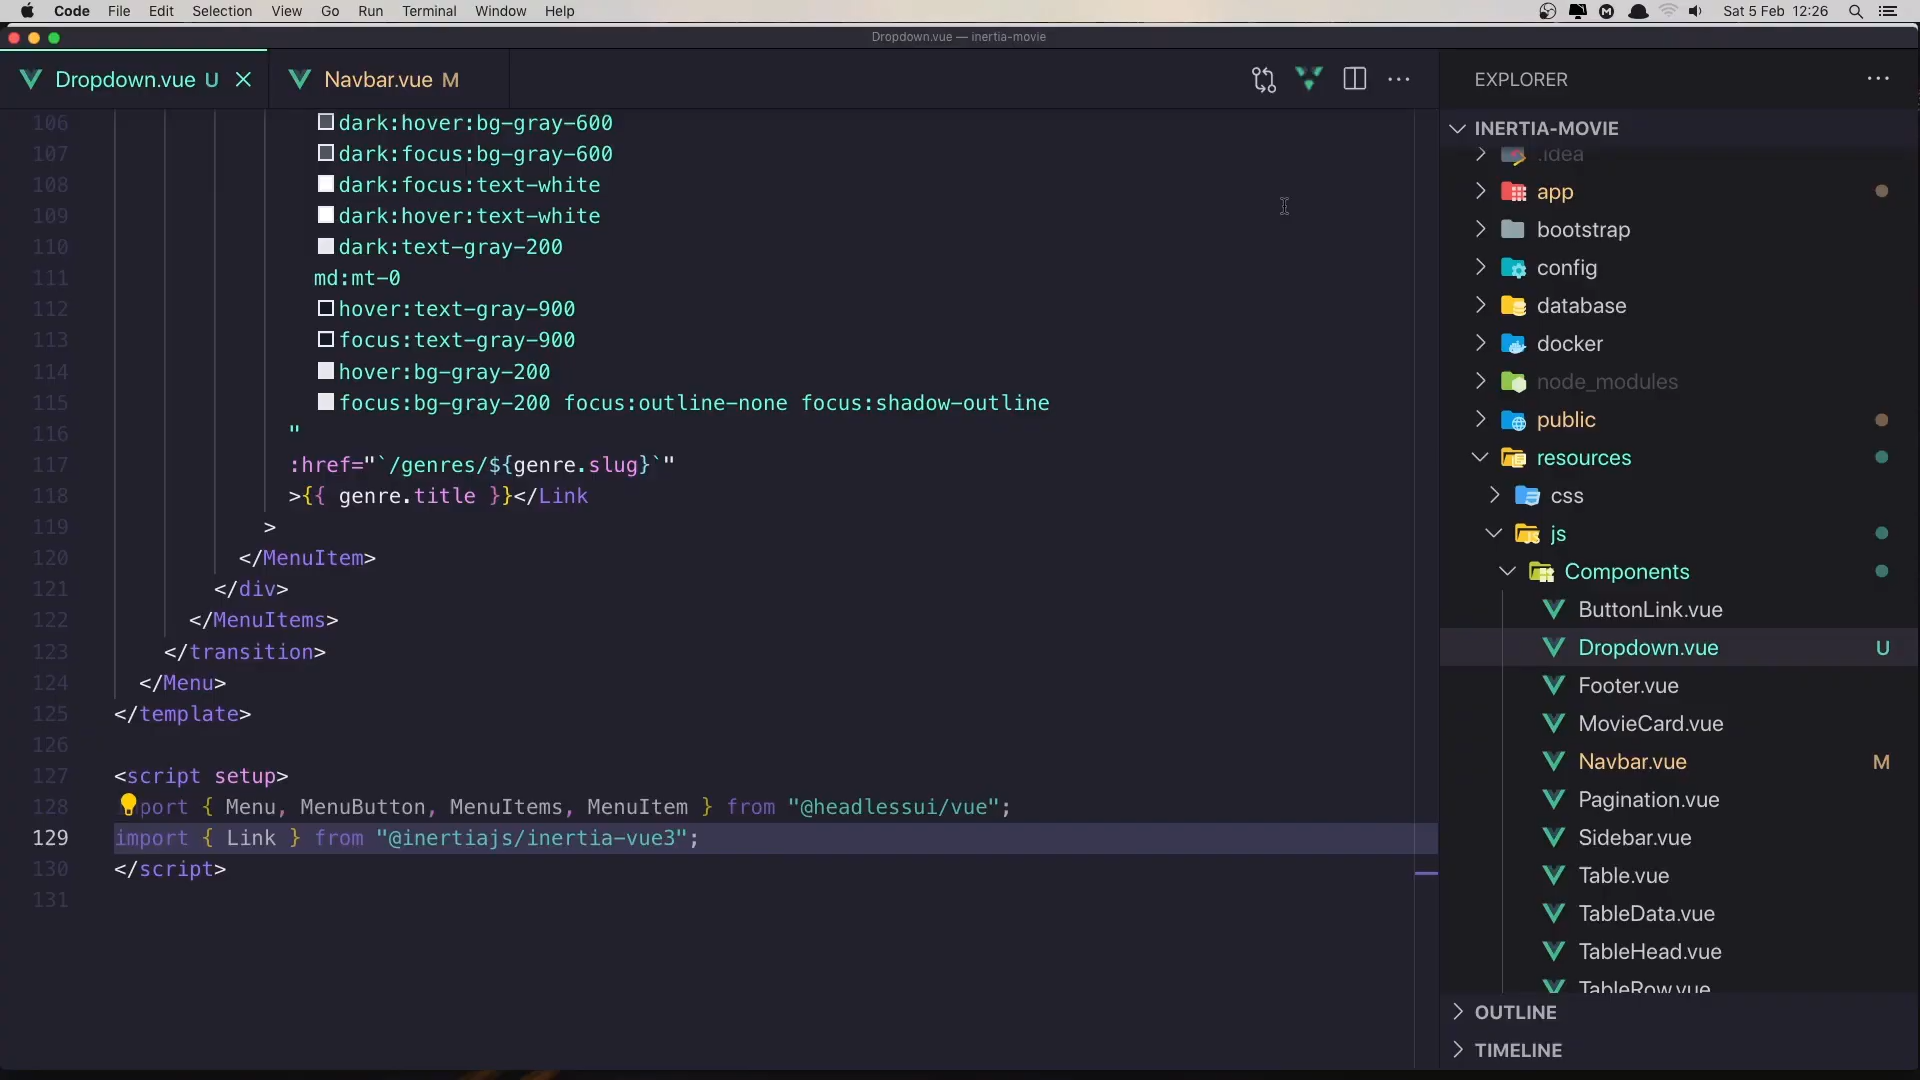 Code File Edit Selection View Go Run Terminal Window Help Sat 5 Feb 12:26
Dropdown.vue — inertia-movie
Dropdown.vue U Navbar.vue M
106 dark:hover:bg-gray-600
107 dark:focus:bg-gray-600
108 dark:focus:text-white
109 dark:hover:text-white
110 dark:text-gray-200
111 md:mt-0
112 hover:text-gray-900
113 focus:text-gray-900
114 hover:bg-gray-200
115 focus:bg-gray-200 focus:outline-none focus:shadow-outline
116 "
117 :href="`/genres/${genre.slug}`"
118 >{{ genre.title }}</Link
119 >
120 </MenuItem>
121 </div>
122 </MenuItems>
123 </transition>
124 </Menu>
125 </template>
126
127 <script setup>
128 port { Menu, MenuButton, MenuItems, MenuItem } from "@headlessui/vue";
129 import { Link } from "@inertiajs/inertia-vue3";
130 </script>
131
EXPLORER
INERTIA-MOVIE
.idea
app
bootstrap
config
database
docker
node_modules
public
resources
css
js
Components
ButtonLink.vue
Dropdown.vue U
Footer.vue
MovieCard.vue
Navbar.vue M
Pagination.vue
Sidebar.vue
Table.vue
TableData.vue
TableHead.vue
TableRow.vue
OUTLINE
TIMELINE